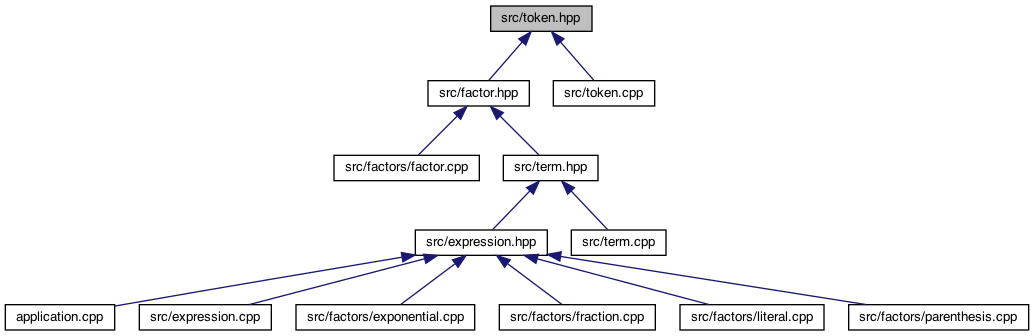 src/token.hpp
src/factor.hpp
src/token.cpp
src/factors/factor.cpp
src/term.hpp
src/expression.hpp
src/term.cpp
application.cpp
src/expression.cpp
src/factors/exponential.cpp
src/factors/fraction.cpp
src/factors/literal.cpp
src/factors/parenthesis.cpp